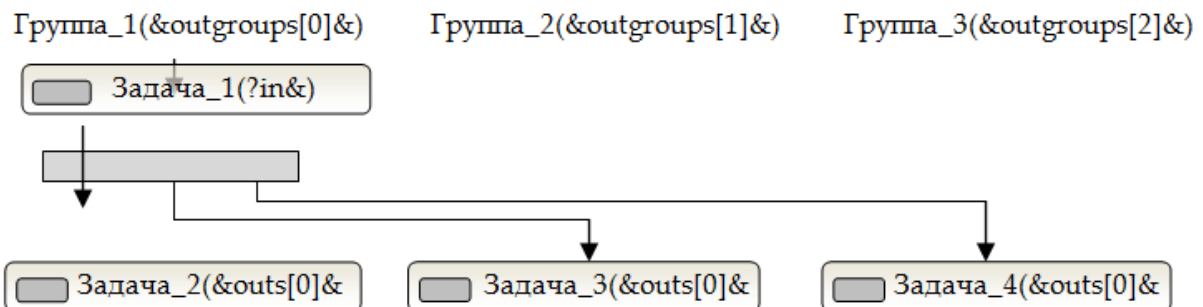 Группа_1(&outgroups[0]&) Группа_2(&outgroups[1]&) Группа_3(&outgroups[2]&)
Задача_1(?in&)
Задача_2(&outs[0]& Задача_3(&outs[0]& Задача_4(&outs[0]&